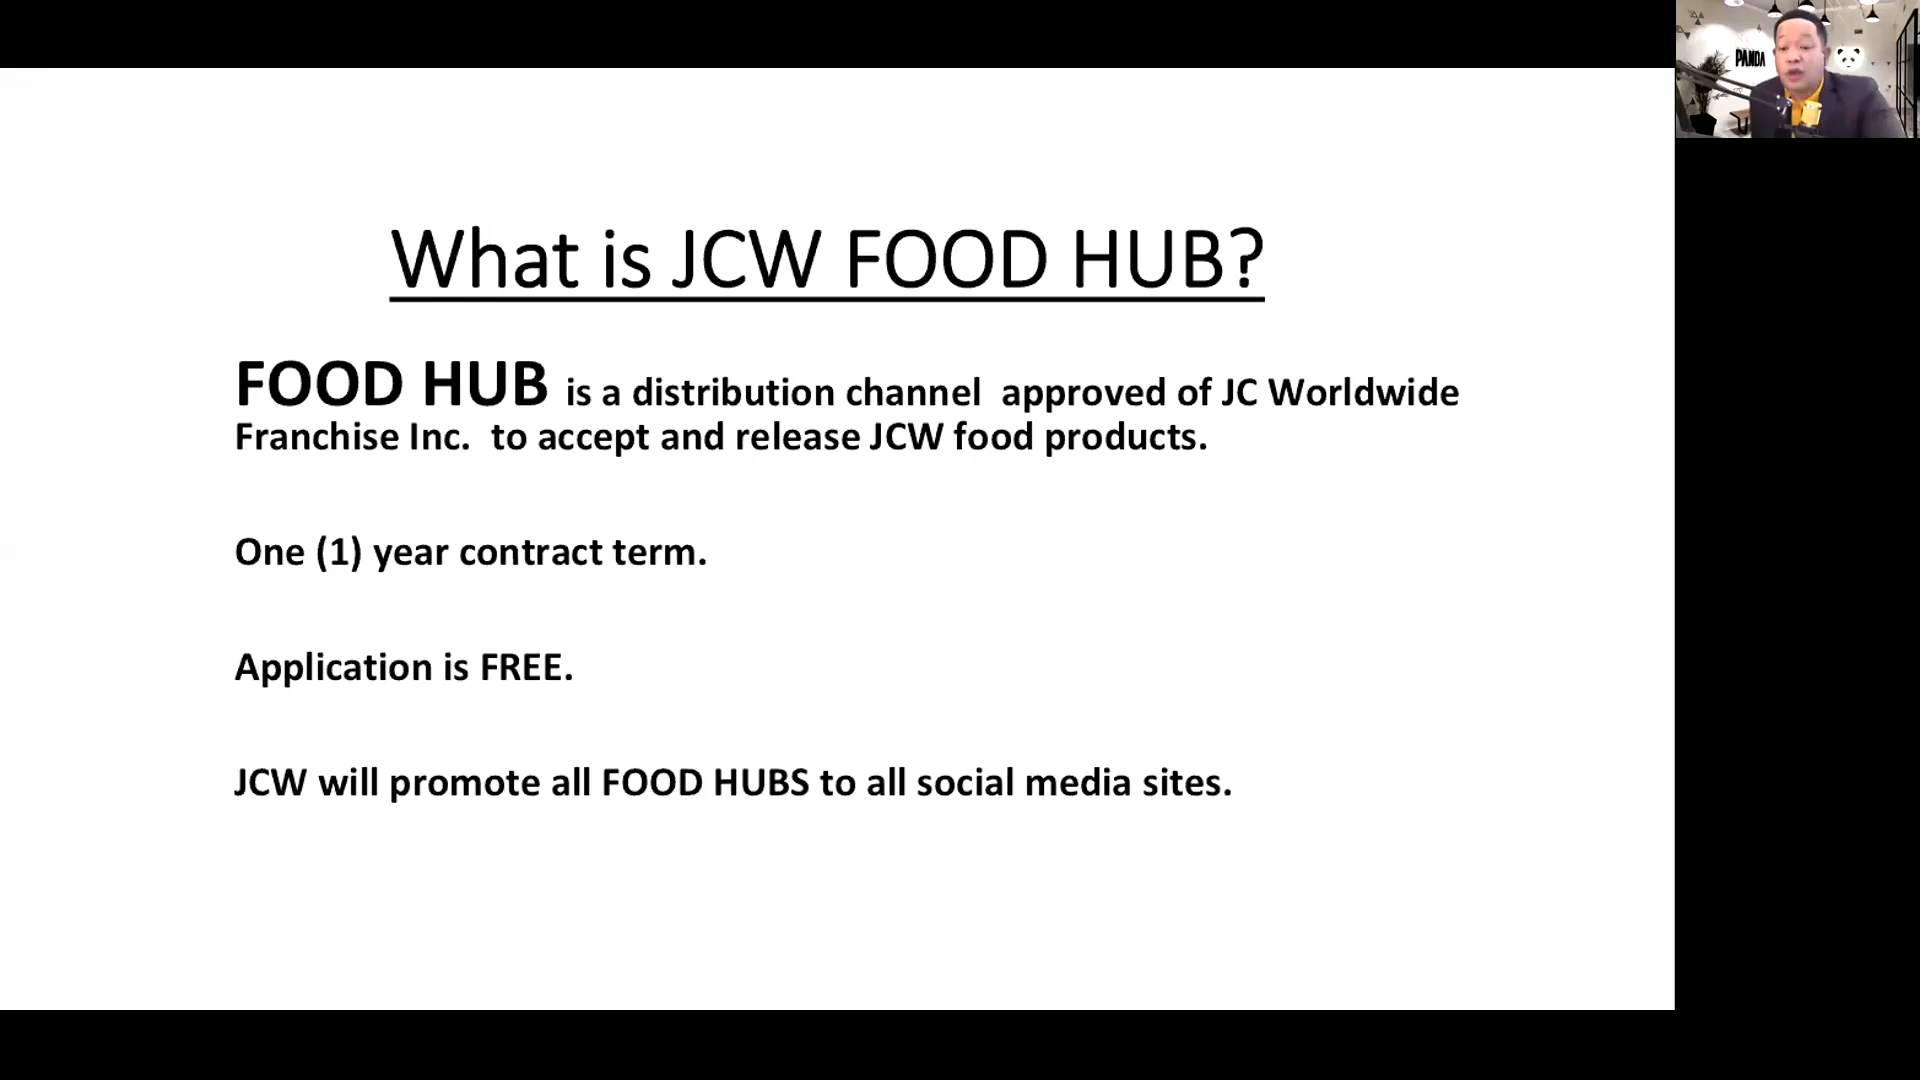 What is JCW FOOD HUB?
FOOD HUB is a distribution channel approved of JC Worldwide
Franchise Inc. to accept and release JCW food products.
One (1) year contract term.
Application is FREE.
JCW will promote all FOOD HUBS to all social media sites.
PANDA